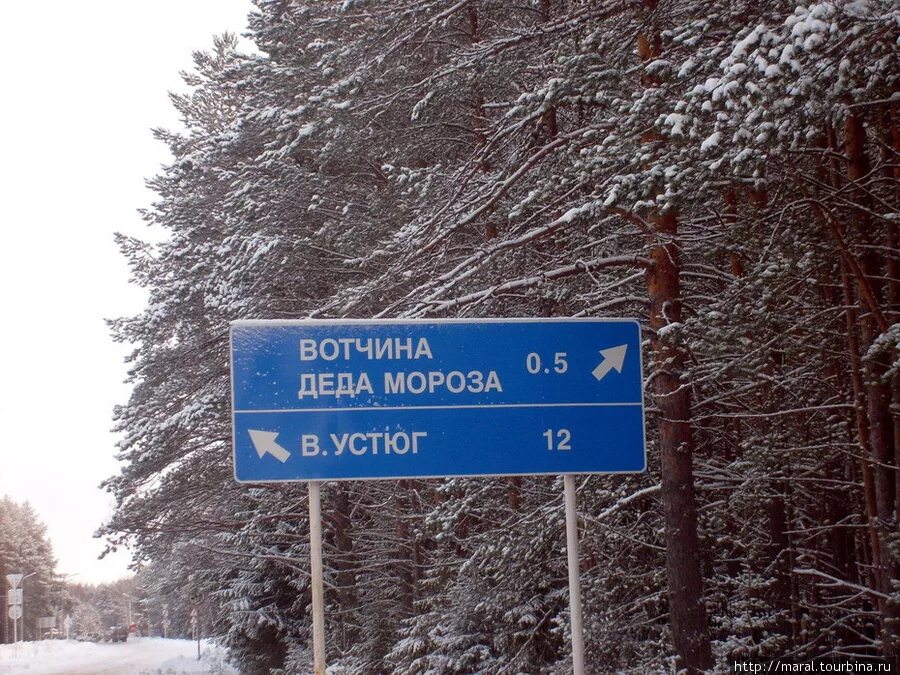 ВОТЧИНА
ДЕДА МОРОЗА 0.5
В. УСТЮГ 12
http://maral.tourbina.ru